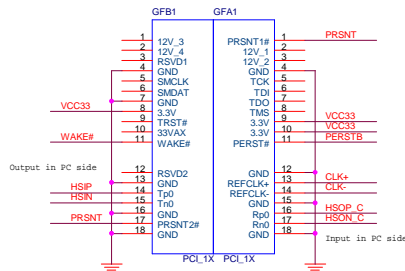 GFB1 GFA1
1 12V_3 PRSNT1# 1 PRSNT
2 12V_4 12V_1 2
3 RSVD1 12V_2 3
4 GND GND 4
5 SMCLK TCK 5
6 SMDAT TDI 6
7 GND TDO 7
VCC33 8 3.3V TMS 8
9 TRST# 3.3V 9 VCC33
10 33VAX 3.3V 10 VCC33
WAKE# 11 WAKE# PERST# 11 PERSTB
Output in PC side
12 RSVD2 GND 12
13 GND REFCLK+ 13 CLK+
HSIP 14 Tp0 REFCLK- 14 CLK-
HSIN 15 Tn0 GND 15
16 GND Rp0 16 HSOP_C
PRSNT 17 PRSNT2# Rn0 17 HSON_C
18 GND GND 18
Input in PC side
PCI_1X PCI_1X